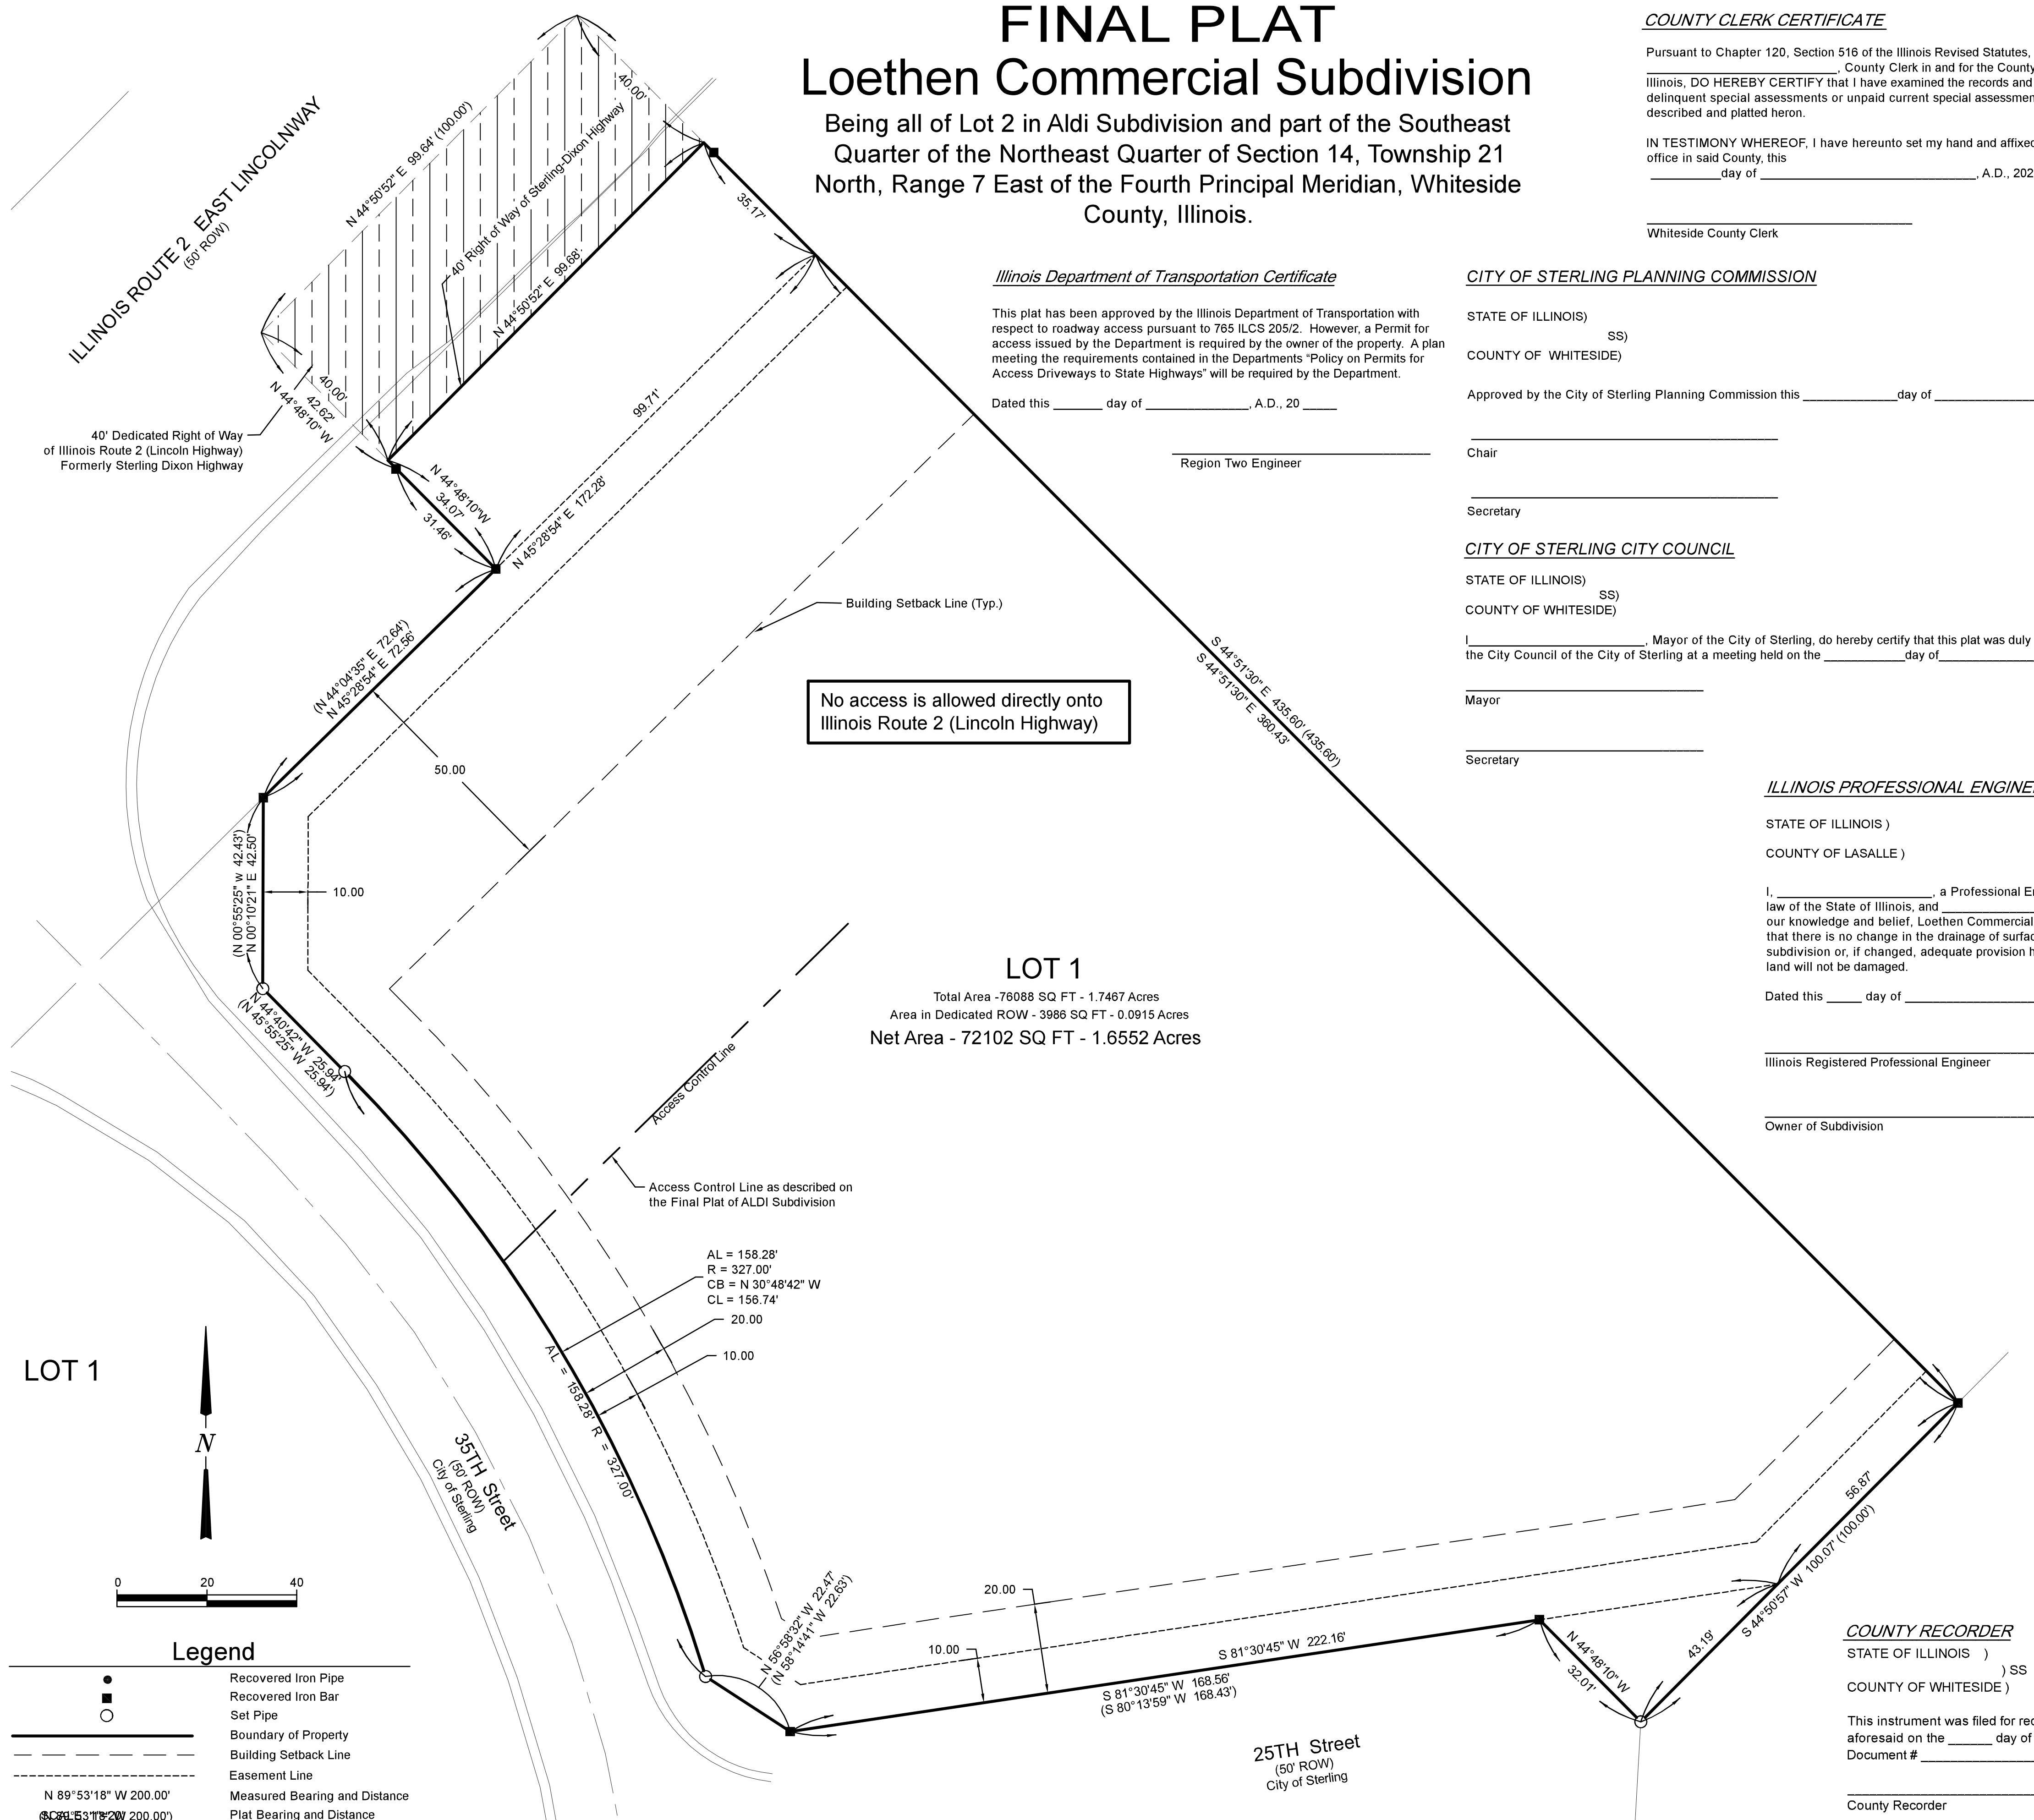 FINAL PLAT
Loethen Commercial Subdivision
Being all of Lot 2 in Aldi Subdivision and part of the Southeast
Quarter of the Northeast Quarter of Section 14, Township 21
North, Range 7 East of the Fourth Principal Meridian, Whiteside
County, Illinois.
COUNTY CLERK CERTIFICATE
Pursuant to Chapter 120, Section 516 of the Illinois Revised Statutes,
, County Clerk in and for the County
Illinois, DO HEREBY CERTIFY that I have examined the records and
delinquent special assessments or unpaid current special
described and platted heron.
IN TESTIMONY WHEREOF, I have hereunto set my hand and affixed
office in said County, this
day of , A.D., 202
Whiteside County Clerk
Illinois Department of Transportation Certificate
This plat has been approved by the Illinois Department of Transportation with
respect to roadway access pursuant to 765 ILCS 205/2. However, a Permit for
access issued by the Department is required by the owner of the property. A plan
meeting the requirements contained in the Departments “Policy on Permits for
Access Driveways to State Highways” will be required by the Department.
Dated this day of , A.D., 20
Region Two Engineer
CITY OF STERLING PLANNING COMMISSION
STATE OF ILLINOIS)
SS)
COUNTY OF WHITESIDE)
Approved by the City of Sterling Planning Commission this day of
Chair
Secretary
CITY OF STERLING CITY COUNCIL
STATE OF ILLINOIS)
SS)
COUNTY OF WHITESIDE)
I , Mayor of the City of Sterling, do hereby certify that this plat was duly
the City Council of the City of Sterling at a meeting held on the day of
Mayor
Secretary
ILLINOIS PROFESSIONAL
STATE OF ILLINOIS )
COUNTY OF LASALLE )
I, , a Professional
law of the State of Illinois, and
our knowledge and belief, Loethen Commercial
that there is no change in the drainage of
subdivision or, if changed, adequate provision
land will not be damaged.
Dated this day of
Illinois Registered Professional Engineer
Owner of Subdivision
COUNTY RECORDER
STATE OF ILLINOIS )
) SS
COUNTY OF WHITESIDE )
This instrument was filed for
aforesaid on the day of
Document #
County Recorder
ILLINOIS ROUTE 2 EAST LINCOLNWAY
(50' ROW)
N 44°50'52" E 99.64' (100.00')
40.00'
40' Right of Way of Sterling-Dixon Highway
N 44°50'52" E 99.68'
35.17'
40.00'
42.62'
N 44°48'10" W
40' Dedicated Right of Way
of Illinois Route 2 (Lincoln Highway)
Formerly Sterling Dixon Highway
N 44°48'10"W
34.07'
31.46'
99.71'
N 45°28'54" E 172.28'
(N 44°04'35" E 72.64')
N 45°28'54" E 72.56'
Building Setback Line (Typ.)
No access is allowed directly onto
Illinois Route 2 (Lincoln Highway)
50.00
S 44°51'30" E 435.60' (435.60')
S 44°51'30" E 360.43'
(N 00°55'25" w 42.43')
N 00°10'21" E 42.50'
10.00
N 44°40'42" W 25.94'
(N 45°55'25" W 25.94')
LOT 1
Total Area -76088 SQ FT - 1.7467 Acres
Area in Dedicated ROW - 3986 SQ FT - 0.0915 Acres
Net Area - 72102 SQ FT - 1.6552 Acres
Access Control Line
Access Control Line as described on
the Final Plat of ALDI Subdivision
AL = 158.28'
R = 327.00'
CB = N 30°48'42" W
CL = 156.74'
20.00
10.00
AL = 158.28' R = 327.00'
LOT 1
35TH Street
(50' ROW)
City of Sterling
N
N 56°58'32" W 22.47'
(N 58°14'41" W 22.63')
20.00
10.00
S 81°30'45" W 222.16'
S 81°30'45" W 168.56'
(S 80°13'59" W 168.43')
N 44°48'10" W
32.01'
56.87'
S 44°50'57" W 100.07' (100.00')
43.19'
25TH Street
(50' ROW)
City of Sterling
0 20 40
Legend
Recovered Iron Pipe
Recovered Iron Bar
Set Pipe
Boundary of Property
Building Setback Line
Easement Line
N 89°53'18" W 200.00' Measured Bearing and Distance
Plat Bearing and Distance